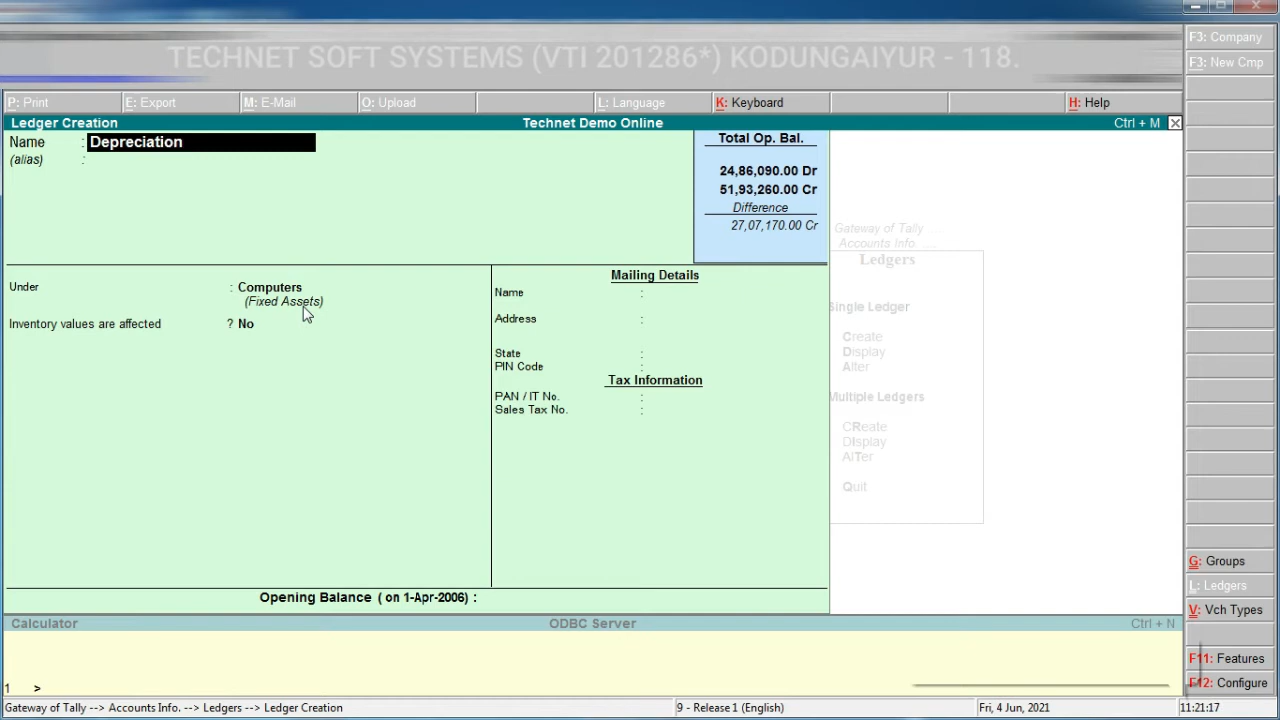 TECHNET SOFT SYSTEMS (VTI 201286*) KODUNGAIYUR - 118.
F3: Company
F3: New Cmp
P: Print
E: Export
M: E-Mail
O: Upload
L: Language
K: Keyboard
H: Help
Ledger Creation
Technet Demo Online
Ctrl + M
Name : Depreciation
(alias) :
Total Op. Bal.
24,86,090.00 Dr
51,93,260.00 Cr
Difference
27,07,170.00 Cr
Gateway of Tally ....
Accounts Info. ....
Ledgers
Single Ledger
Create
Display
Alter
Multiple Ledgers
CReate
DIsplay
AlTer
Quit
Under : Computers
(Fixed Assets)
Inventory values are affected ? No
Mailing Details
Name :
Address :
State :
PIN Code :
Tax Information
PAN / IT No. :
Sales Tax No. :
Opening Balance ( on 1-Apr-2006) :
G: Groups
L: Ledgers
V: Vch Types
F11: Features
F12: Configure
Calculator
ODBC Server
Ctrl + N
1 >
Gateway of Tally --> Accounts Info. --> Ledgers --> Ledger Creation
9 - Release 1 (English)
Fri, 4 Jun, 2021
11:21:17